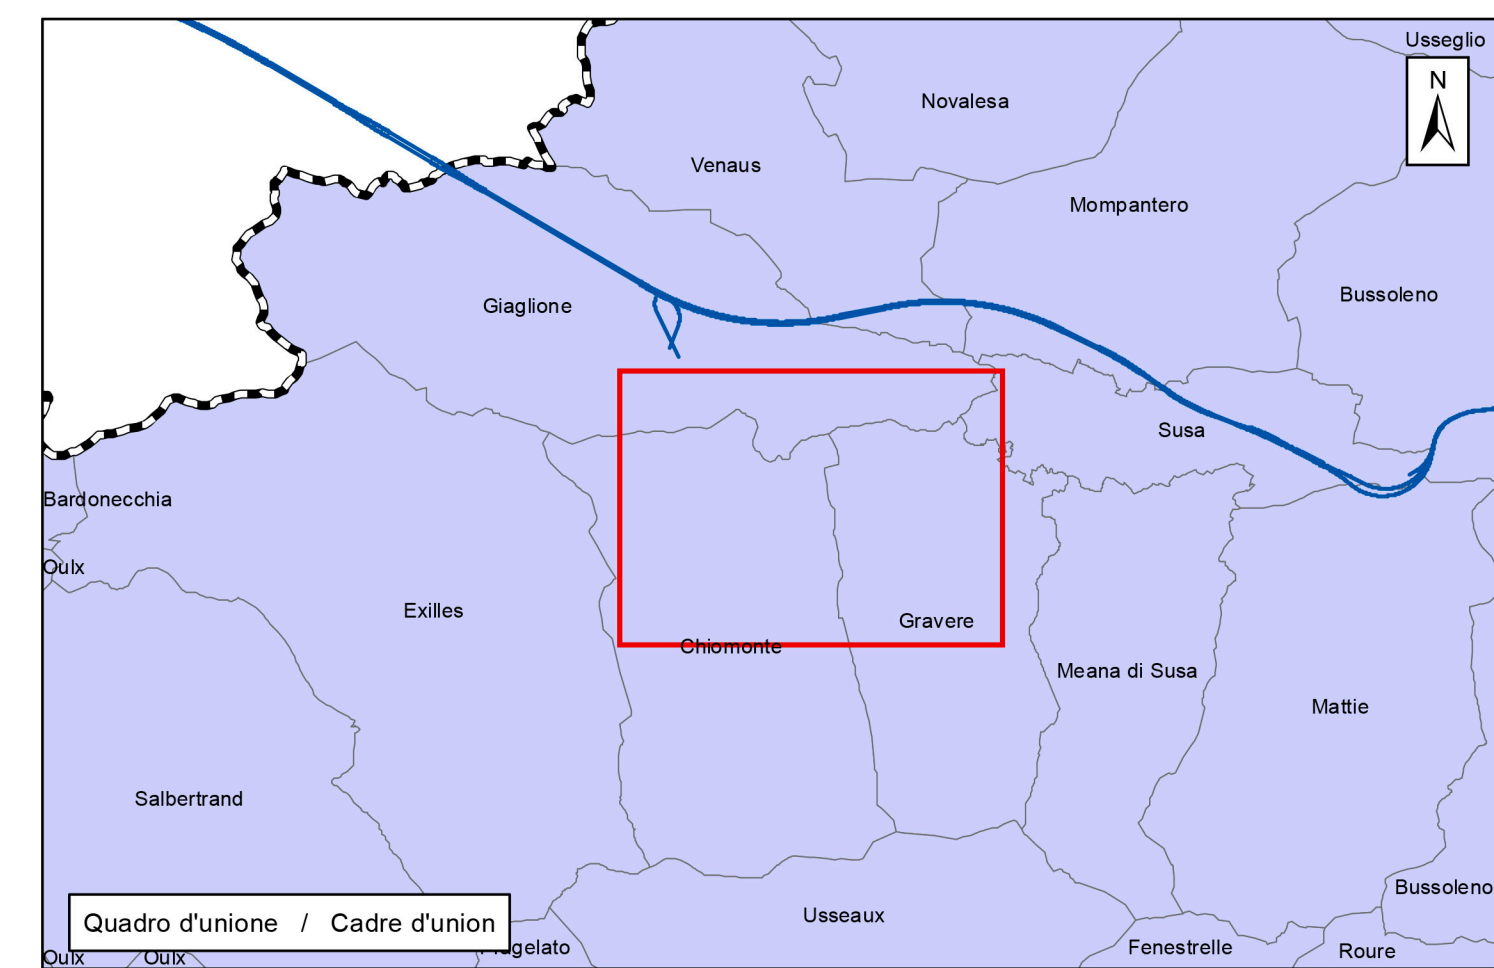 Usseglio
N
Novalesa
Venaus
Mompantero
Bussoleno
Giaglione
Susa
Bardonecchia
Oulx
Exilles
Gravere
Chiomonte
Meana di Susa
Mattie
Salbertrand
Bussoleno
Usseaux
Quadro d'unione / Cadre d'union
Fenestrelle
Roure
Oulx
Oulx